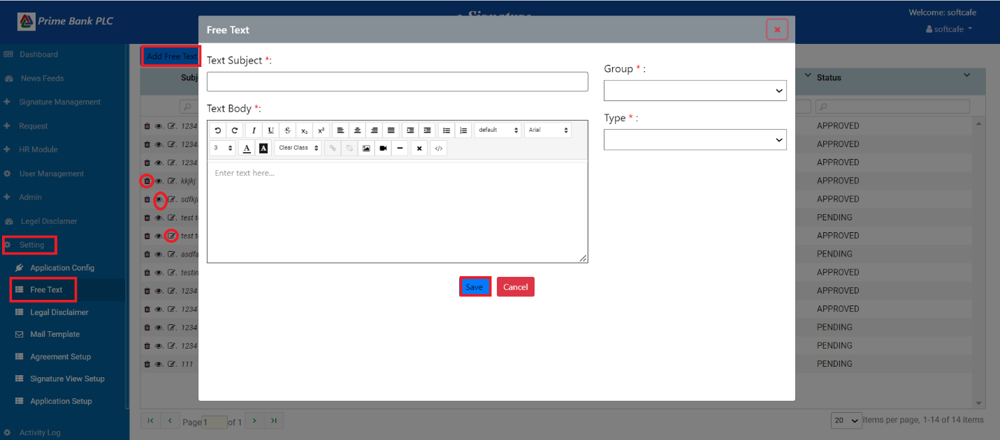 Prime Bank PLC
Welcome: softcafe
softcafe
Dashboard
News Feeds
Signature Management
Request
HR Module
User Management
Admin
Legel Disclamer
Setting
Application Config
Free Text
Legal Disclaimer
Mail Template
Agreement Setup
Signature View Setup
Application Setup
Activity Log
Add Free Text
Subj
Status
1234 APPROVED
1234 APPROVED
1234 APPROVED
kkjkj APPROVED
sdfkja APPROVED
test t PENDING
test t APPROVED
asdfa PENDING
testin APPROVED
1234 APPROVED
1234 APPROVED
1234 PENDING
1234 PENDING
111 PENDING
Page 1 of 1
20 items per page, 1-14 of 14 items
Free Text
Text Subject *:
Group * :
Text Body *:
Type * :
default
Arial
3
Clear Class
Enter text here...
Save
Cancel